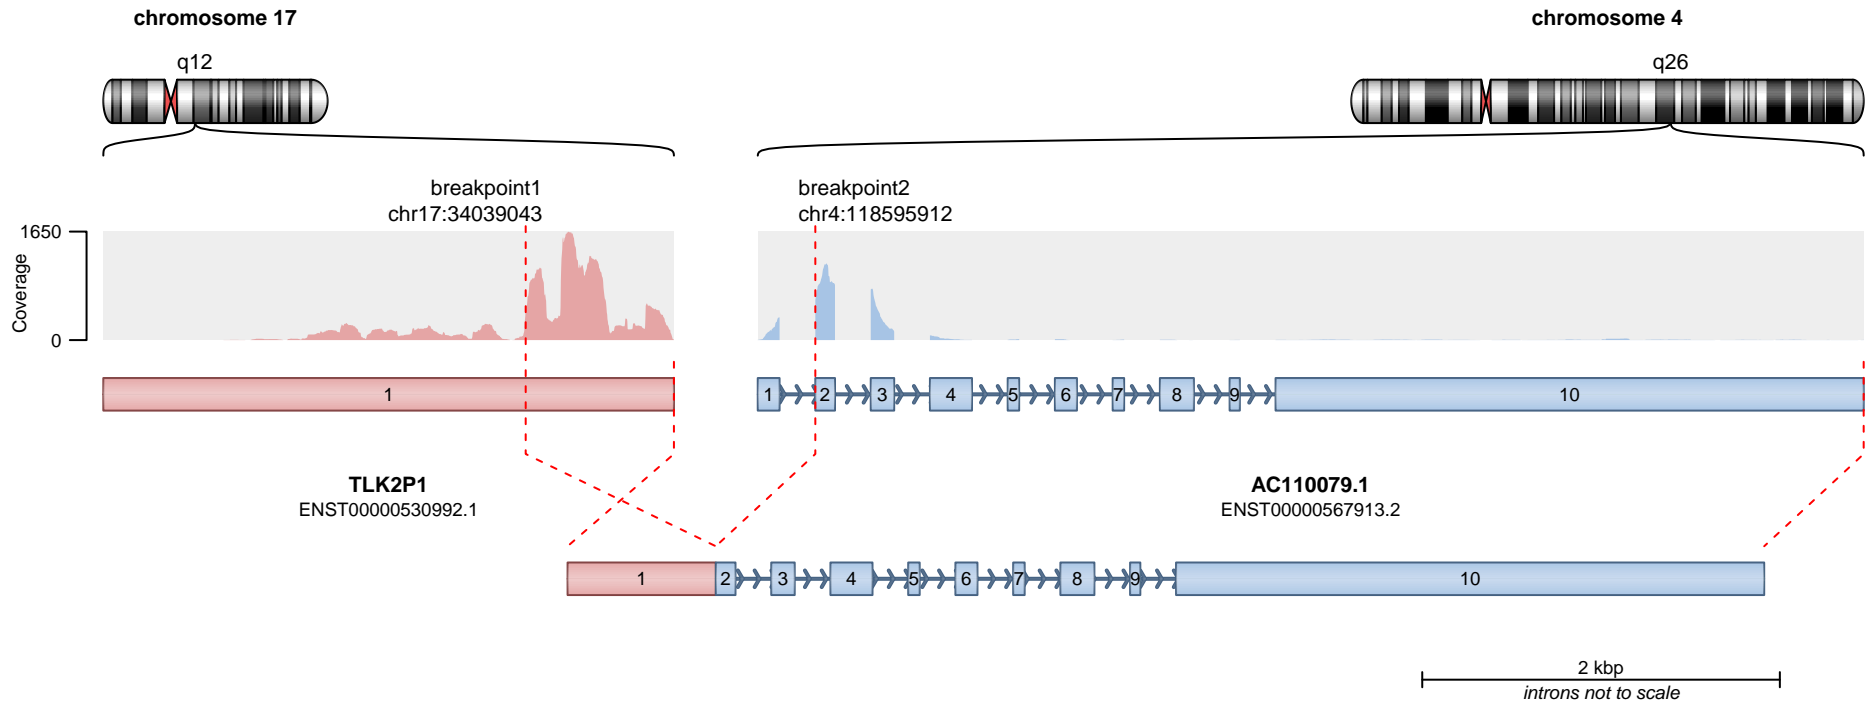 chromosome 17
chromosome 4
q12
q26
breakpoint1
chr17:34039043
breakpoint2
chr4:118595912
1650
Coverage
0
1
1 2 3 4 5 6 7 8 9 10
TLK2P1
ENST00000530992.1
AC110079.1
ENST00000567913.2
1 2 3 4 5 6 7 8 9 10
2 kbp
introns not to scale